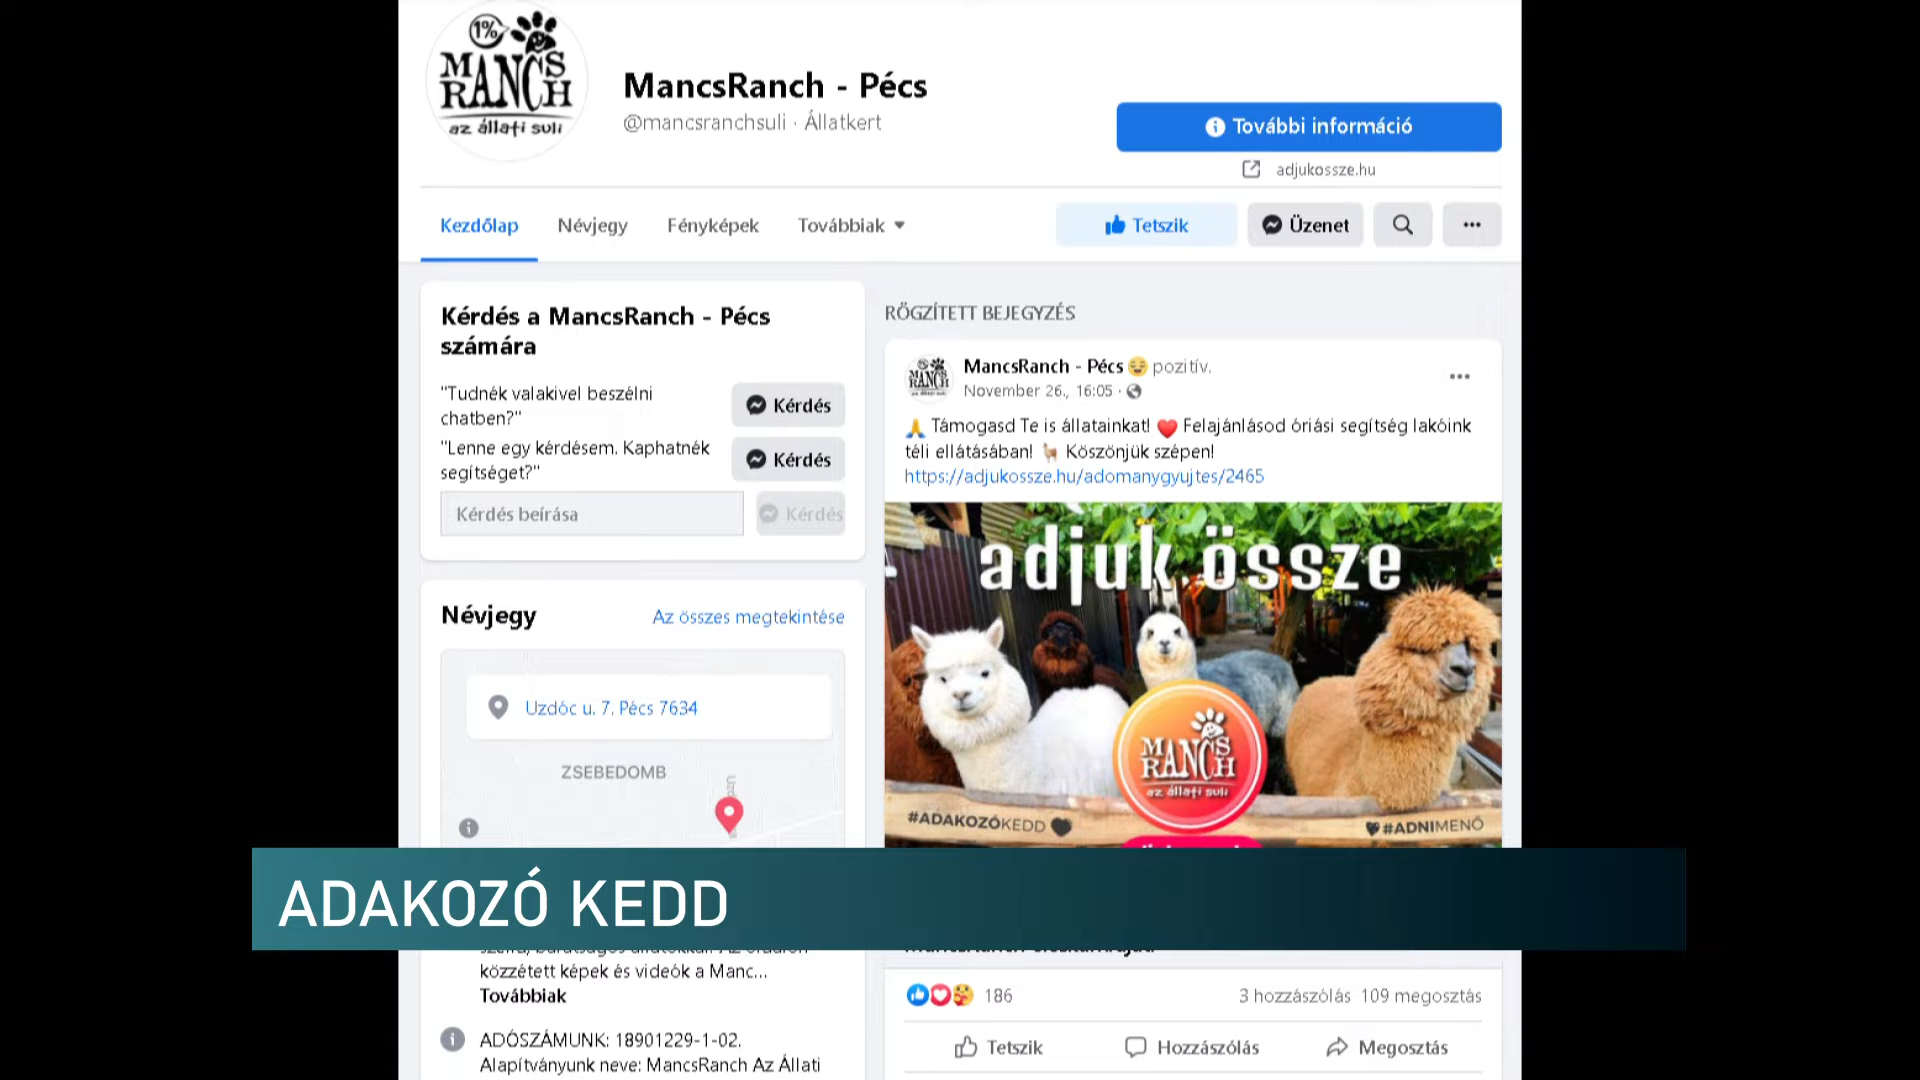 1%
MANCS
RANCH
az állati suli
MancsRanch - Pécs
@mancsranchsuli · Állatkert
További információ
adjukossze.hu
Kezdőlap
Névjegy
Fényképek
Továbbiak
Tetszik
Üzenet
Kérdés a MancsRanch - Pécs
számára
"Tudnék valakivel beszélni
chatben?"
Kérdés
"Lenne egy kérdésem. Kaphatnék
segítséget?"
Kérdés
Kérdés beírása
Kérdés
Névjegy
Az összes megtekintése
Uzdóc u. 7. Pécs 7634
ZSEBEDOMB
RÖGZÍTETT BEJEGYZÉS
MancsRanch - Pécs pozitív.
November 26., 16:05 ·
Támogasd Te is állatainkat! Felajánlásod óriási segítség lakóink
téli ellátásában! Köszönjük szépen!
https://adjukossze.hu/adomanygyujtes/2465
adjuk össze
MANCS
RANCH
az állati suli
#ADAKOZÓKEDD
#ADNIMENŐ
ADAKOZÓ KEDD
közzétett képek és videók a Manc...
Továbbiak
ADÓSZÁMUNK: 18901229-1-02.
Alapítványunk neve: MancsRanch Az Állati
186
3 hozzászólás 109 megosztás
Tetszik
Hozzászólás
Megosztás